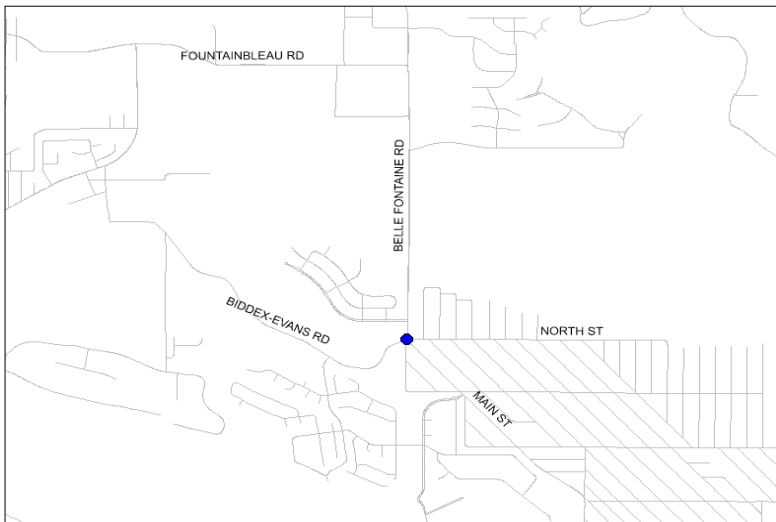 FOUNTAINBLEAU RD
BELLE FONTAINE RD
BIDDEX-EVANS RD
NORTH ST
MAIN ST